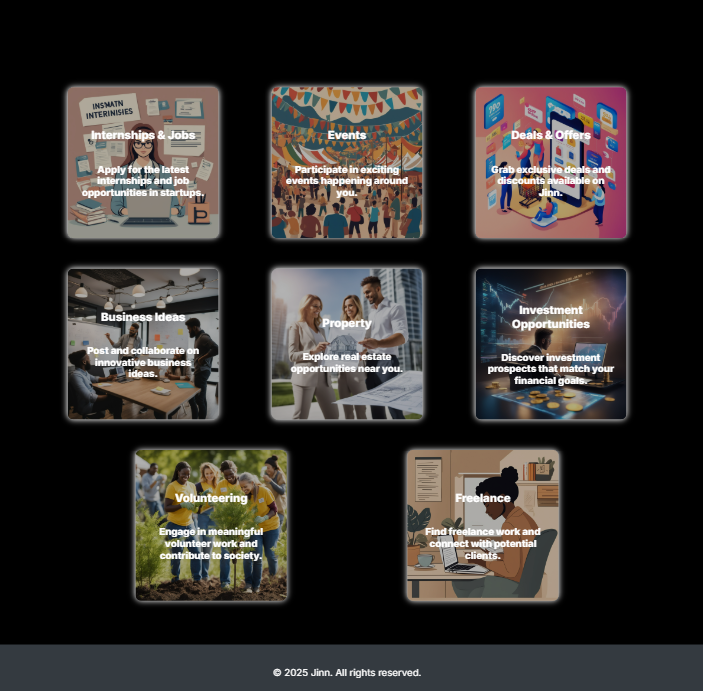 INSMATN
INTERINISIES
Internships & Jobs
Apply for the latest
internships and job
opportunities in startups.
Events
Participate in exciting
events happening around
you.
Deals & Offers
Grab exclusive deals and
discounts available on
Jinn.
Business Ideas
Post and collaborate on
innovative business
ideas.
Property
Explore real estate
opportunities near you.
Investment
Opportunities
Discover investment
prospects that match your
financial goals.
Volunteering
Engage in meaningful
volunteer work and
contribute to society.
Freelance
Find freelance work and
connect with potential
clients.
© 2025 Jinn. All rights reserved.